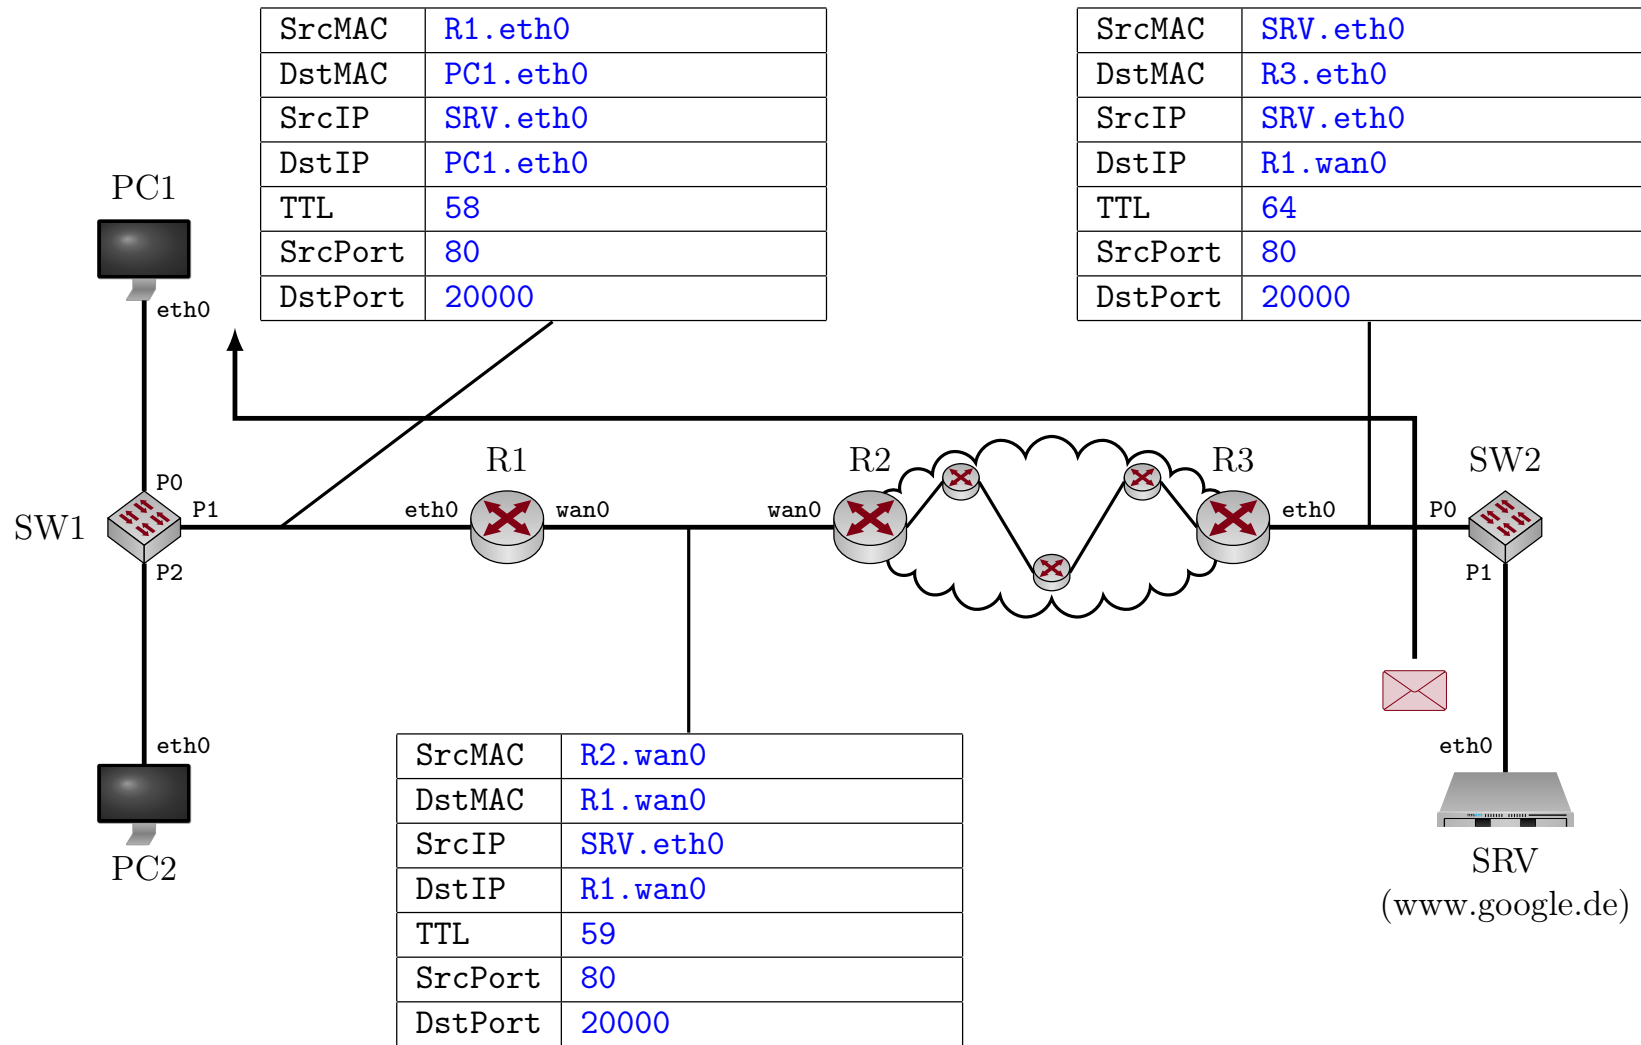 SrcMAC R1.eth0
DstMAC PC1.eth0
SrcIP SRV.eth0
DstIP PC1.eth0
TTL 58
SrcPort 80
DstPort 20000
SrcMAC SRV.eth0
DstMAC R3.eth0
SrcIP SRV.eth0
DstIP R1.wan0
TTL 64
SrcPort 80
DstPort 20000
PC1
eth0
P0
SW1
P1
P2
eth0
R1
wan0
wan0
R2
R3
eth0
P0
SW2
P1
eth0
PC2
eth0
SRV
(www.google.de)
SrcMAC R2.wan0
DstMAC R1.wan0
SrcIP SRV.eth0
DstIP R1.wan0
TTL 59
SrcPort 80
DstPort 20000